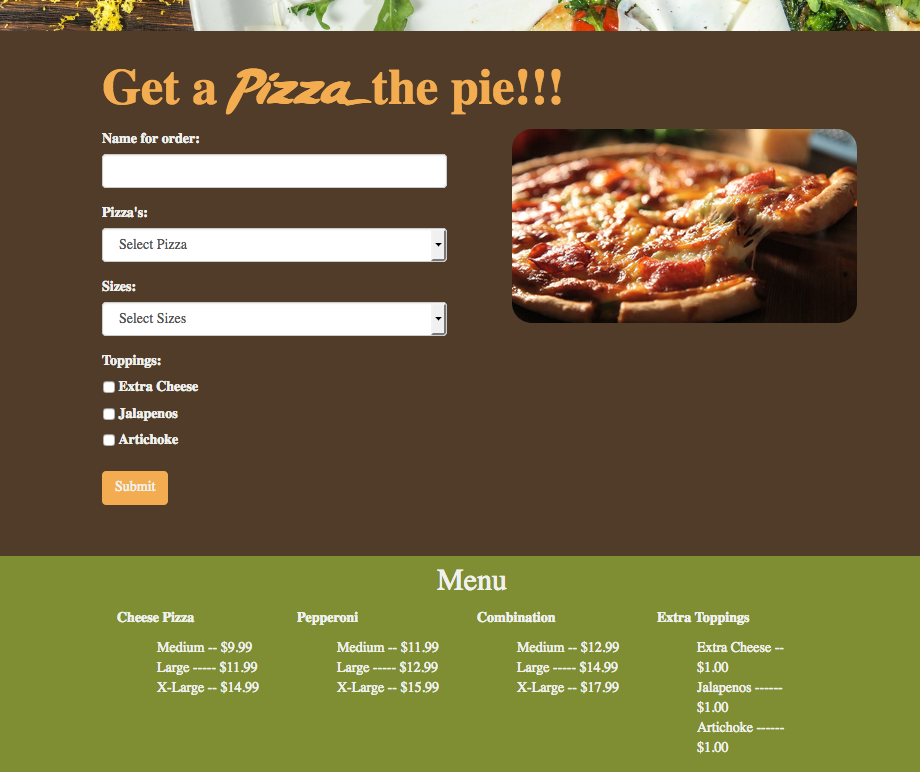 Get a Pizza the pie!!!
Name for order:
Pizza's:
Select Pizza
Sizes:
Select Sizes
Toppings:
Extra Cheese
Jalapenos
Artichoke
Submit
Menu
Cheese Pizza
Medium -- $9.99
Large ----- $11.99
X-Large -- $14.99
Pepperoni
Medium -- $11.99
Large ----- $12.99
X-Large -- $15.99
Combination
Medium -- $12.99
Large ----- $14.99
X-Large -- $17.99
Extra Toppings
Extra Cheese --
$1.00
Jalapenos ------
$1.00
Artichoke ------
$1.00